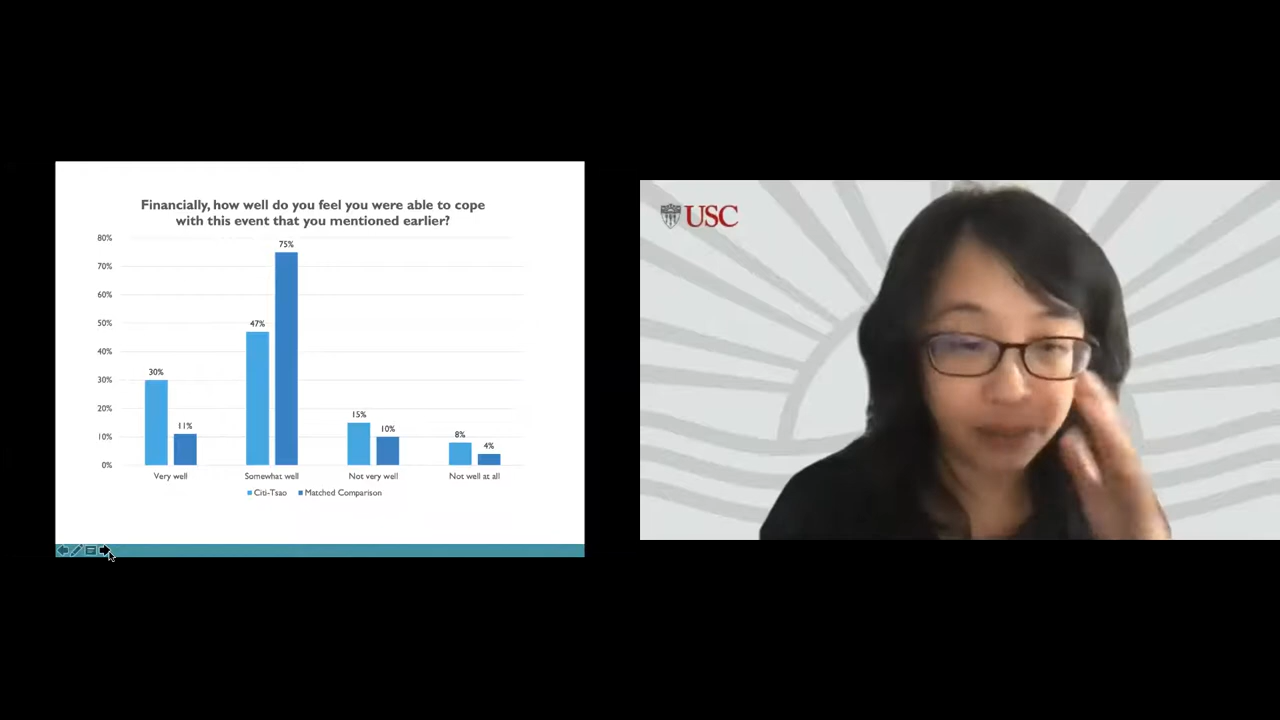 Financially, how well do you feel you were able to cope
with this event that you mentioned earlier?
80%
70%
60%
50%
40%
30%
20%
10%
0%
30%
11%
47%
75%
15%
10%
8%
4%
Very well
Somewhat well
Not very well
Not well at all
Citi-Tsao
Matched Comparison
USC